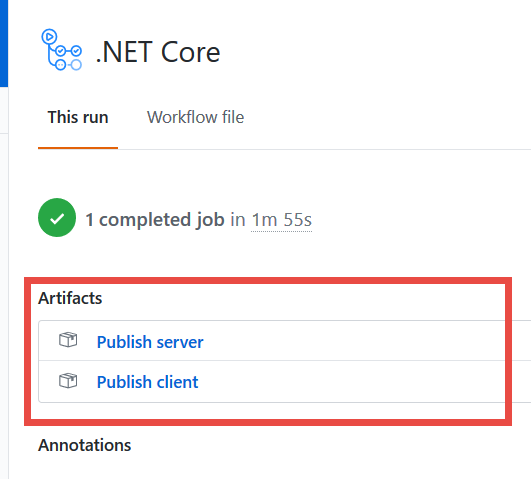 .NET Core
This run Workflow file
1 completed job in 1m 55s
Artifacts
Publish server
Publish client
Annotations